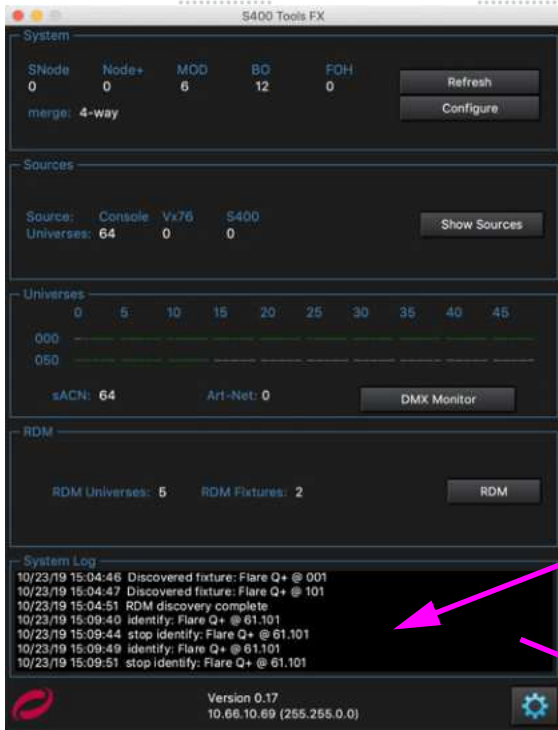 S400 Tools FX
System
SNode Node+ MOD BO FOH
0 0 6 12 0
Refresh
merge: 4-way
Configure
Sources
Source: Console Vx76 S400
Universes: 64 0 0
Show Sources
Universes
0 5 10 15 20 25 30 35 40 45
000
050
sACN: 64 Art-Net: 0
DMX Monitor
RDM
RDM Universes: 5 RDM Fixtures: 2
RDM
System Log
10/23/19 15:04:46 Discovered fixture: Flare Q+ @ 001
10/23/19 15:04:47 Discovered fixture: Flare Q+ @ 101
10/23/19 15:04:51 RDM discovery complete
10/23/19 15:09:40 identify: Flare Q+ @ 61.101
10/23/19 15:09:44 stop identify: Flare Q+ @ 61.101
10/23/19 15:09:49 identify: Flare Q+ @ 61.101
10/23/19 15:09:51 stop identify: Flare Q+ @ 61.101
Version 0.17
10.66.10.69 (255.255.0.0)